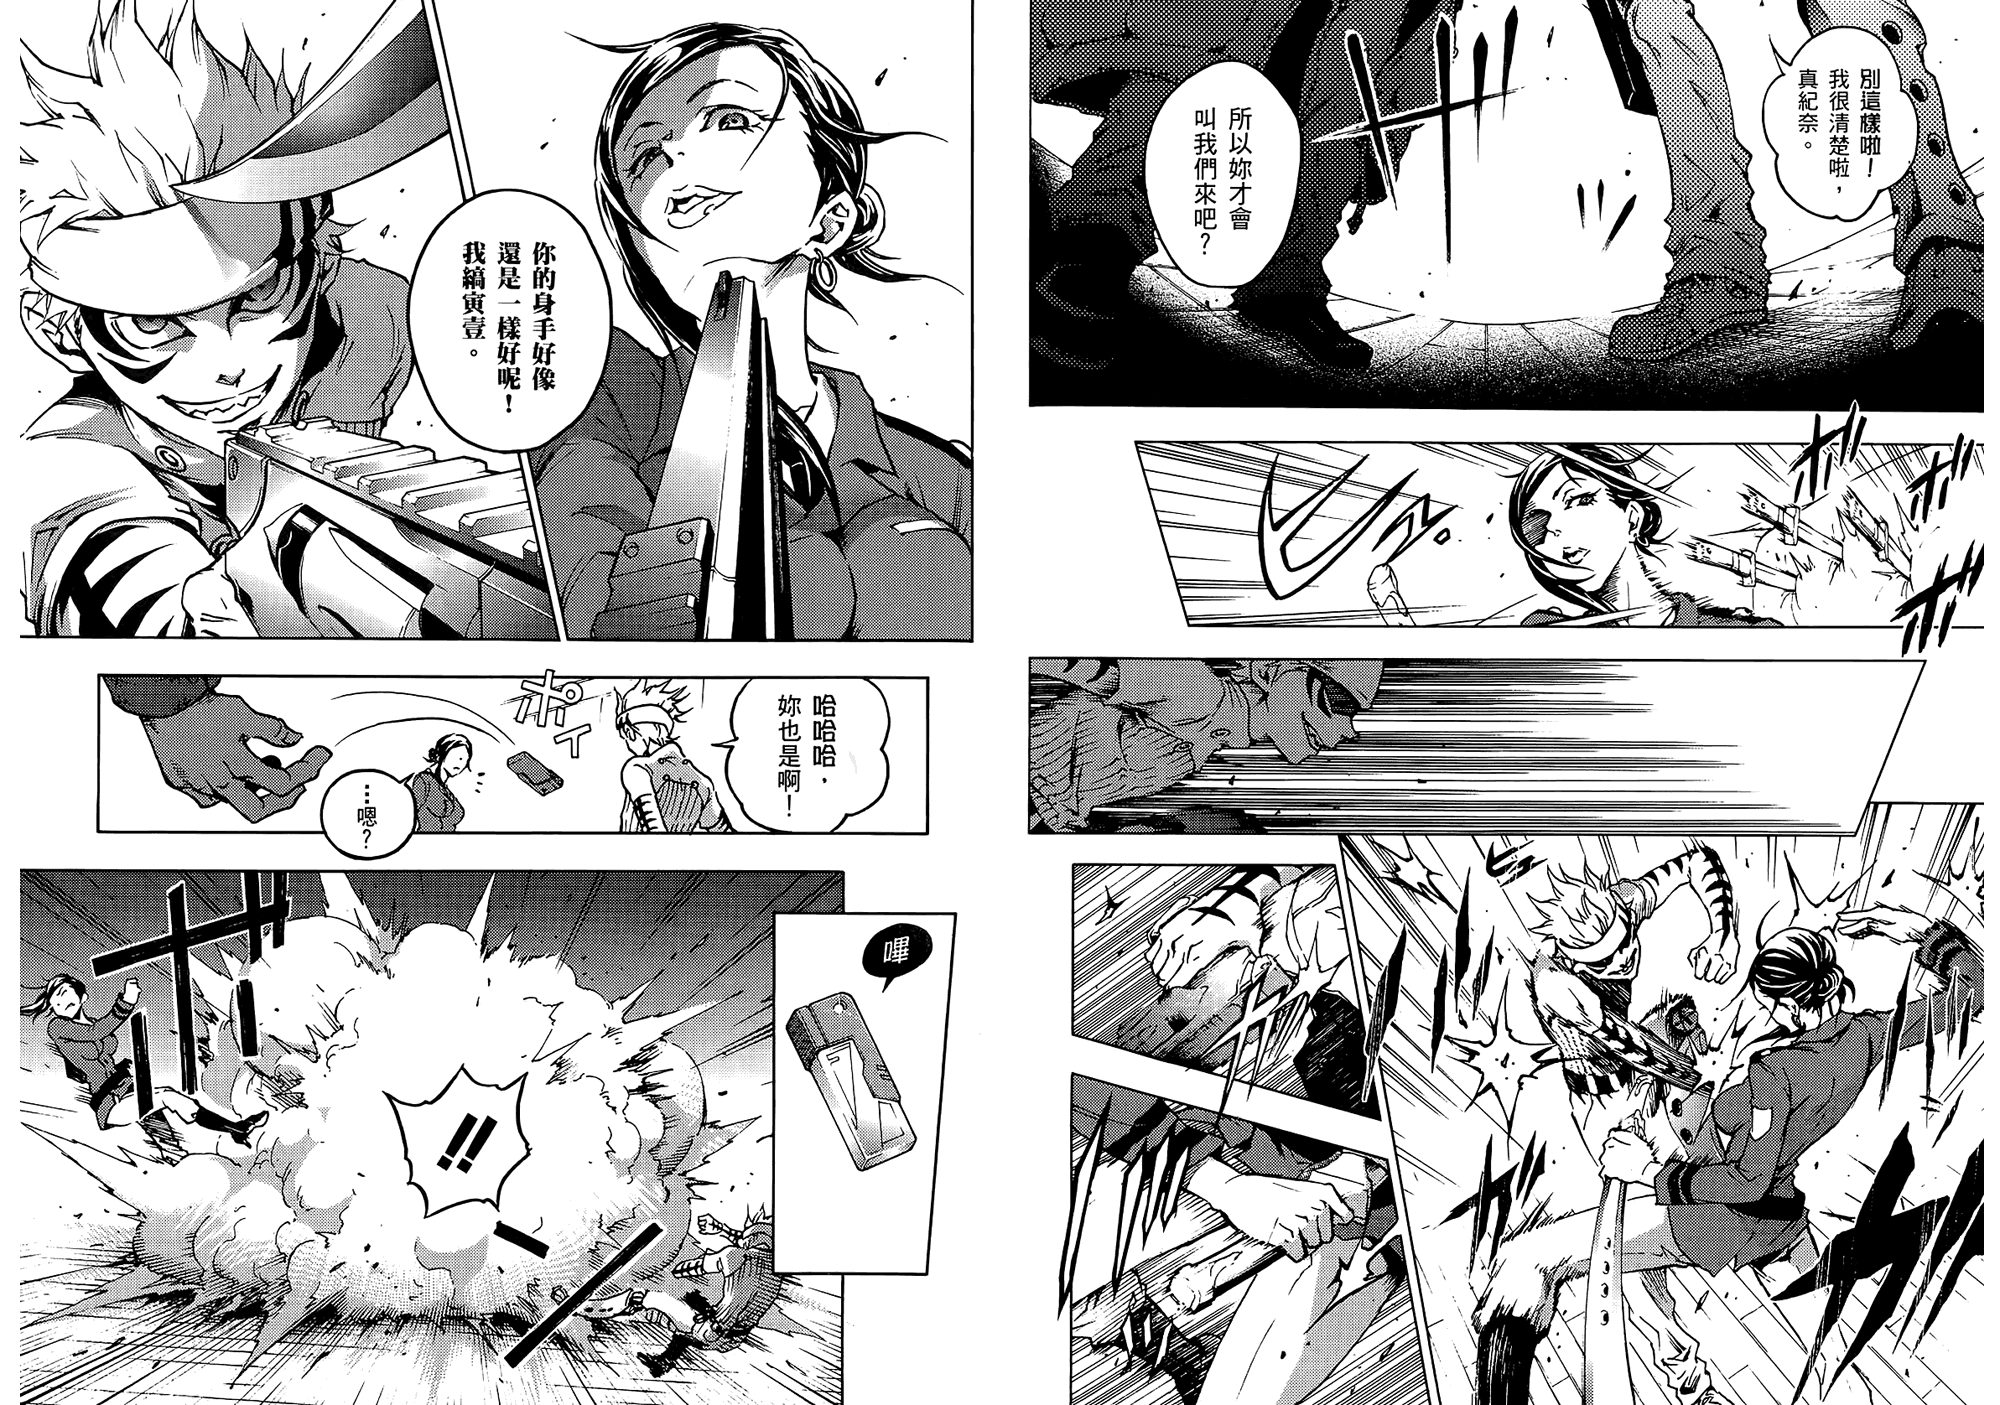 別這樣啦！
我很清楚啦，
真紀奈。
所以妳才會
叫我們來吧？
你的身手好像
還是一樣好呢！
我縞寅壹。
哈哈哈，
妳也是啊！
ポイ
…嗯？
嗶
!!